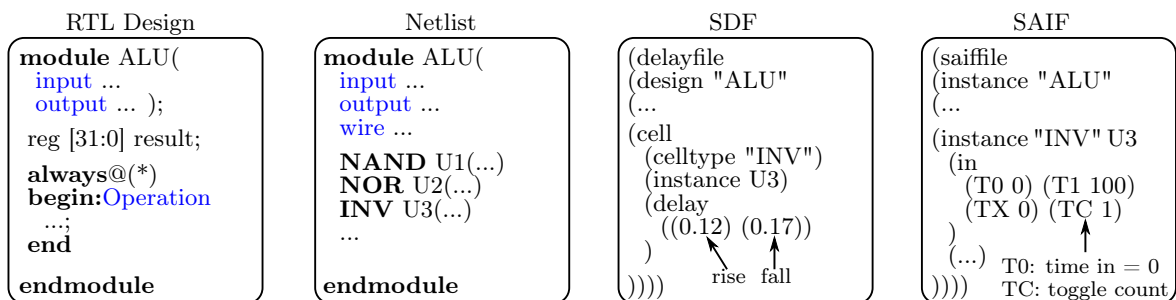 RTL Design
module ALU(
input ...
output ... );
reg [31:0] result;
always@(*)
begin:Operation
...;
end
endmodule
Netlist
module ALU(
input ...
output ...
wire ...
NAND U1(...)
NOR U2(...)
INV U3(...)
...
endmodule
SDF
(delayfile
(design "ALU"
(...
(cell
(celltype "INV")
(instance U3)
(delay
((0.12) (0.17))
)
rise fall
))))
SAIF
(saiffile
(instance "ALU"
(...
(instance "INV" U3
(in
(T0 0) (T1 100)
(TX 0) (TC 1)
)
(...)
))))
T0: time in = 0
TC: toggle count